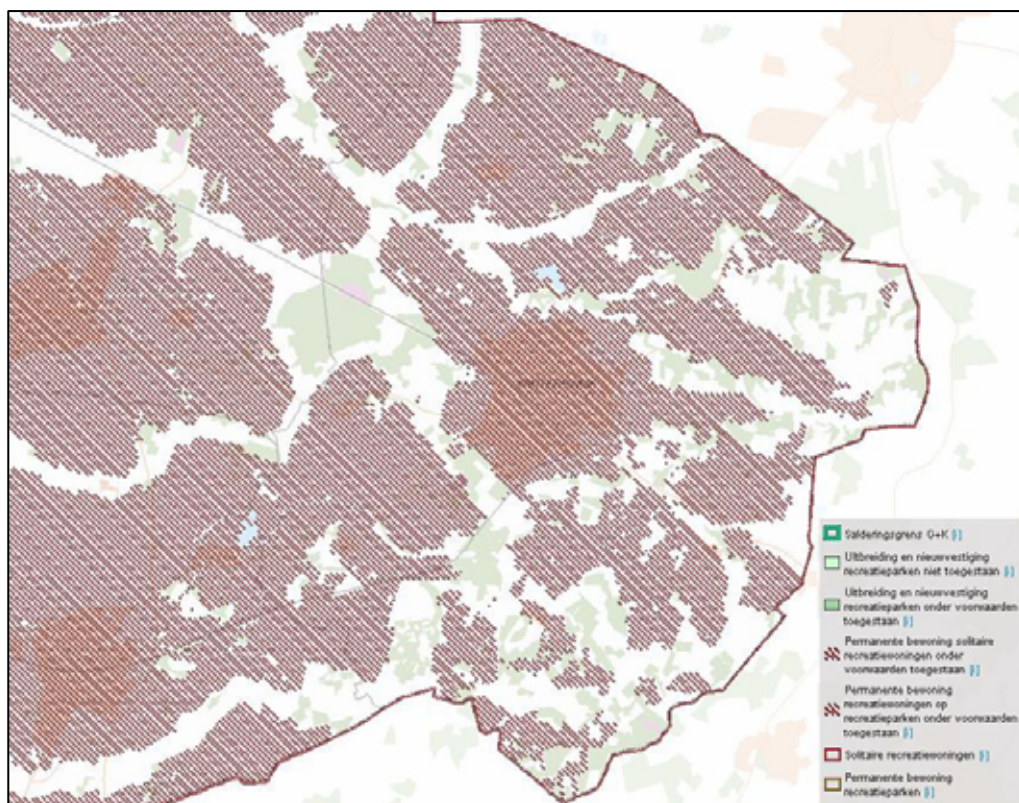 Salderingsgrens G+K [i]
Uitbreiding en nieuwvestiging
recreatieparken niet toegestaan [i]
Uitbreiding en nieuwvestiging
recreatieparken onder voorwaarden
toegestaan [i]
Permanente bewoning solitaire
recreatiewoningen onder
voorwaarden toegestaan [i]
Permanente bewoning
recreatiewoningen op
recreatieparken onder voorwaarden
toegestaan [i]
Solitaire recreatiewoningen [i]
Permanente bewoning
recreatieparken [i]